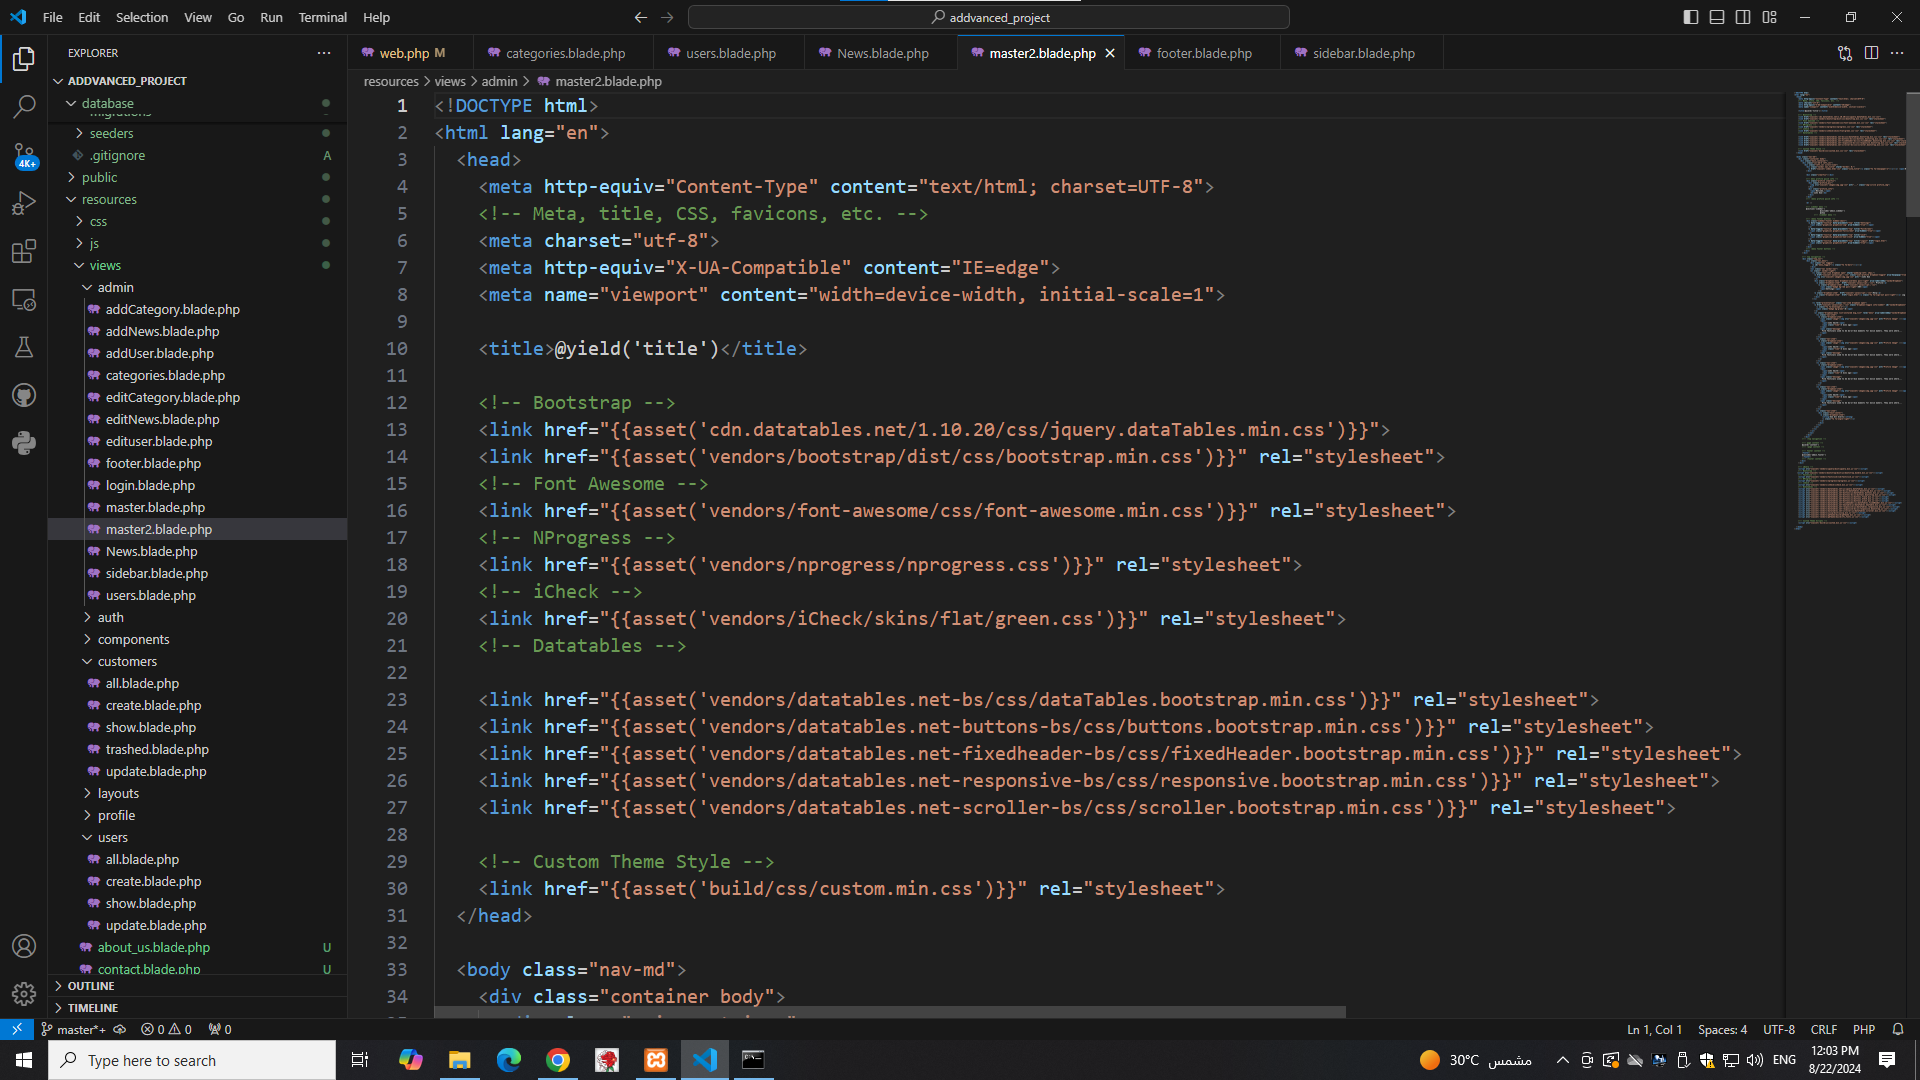 File Edit Selection View Go Run Terminal Help
addvanced_project
EXPLORER
ADDVANCED_PROJECT
database
migrations
seeders
.gitignore A
public
resources
css
js
views
admin
addCategory.blade.php
addNews.blade.php
addUser.blade.php
categories.blade.php
editCategory.blade.php
editNews.blade.php
edituser.blade.php
footer.blade.php
login.blade.php
master.blade.php
master2.blade.php
News.blade.php
sidebar.blade.php
users.blade.php
auth
components
customers
all.blade.php
create.blade.php
show.blade.php
trashed.blade.php
update.blade.php
layouts
profile
users
all.blade.php
create.blade.php
show.blade.php
update.blade.php
about_us.blade.php U
contact.blade.php U
OUTLINE
TIMELINE
4K+
web.php M categories.blade.php users.blade.php News.blade.php master2.blade.php footer.blade.php sidebar.blade.php
resources > views > admin > master2.blade.php
1 <!DOCTYPE html>
2 <html lang="en">
3 <head>
4 <meta http-equiv="Content-Type" content="text/html; charset=UTF-8">
5 <!-- Meta, title, CSS, favicons, etc. -->
6 <meta charset="utf-8">
7 <meta http-equiv="X-UA-Compatible" content="IE=edge">
8 <meta name="viewport" content="width=device-width, initial-scale=1">
9
10 <title>@yield('title')</title>
11
12 <!-- Bootstrap -->
13 <link href="{{asset('cdn.datatables.net/1.10.20/css/jquery.dataTables.min.css')}}">
14 <link href="{{asset('vendors/bootstrap/dist/css/bootstrap.min.css')}}" rel="stylesheet">
15 <!-- Font Awesome -->
16 <link href="{{asset('vendors/font-awesome/css/font-awesome.min.css')}}" rel="stylesheet">
17 <!-- NProgress -->
18 <link href="{{asset('vendors/nprogress/nprogress.css')}}" rel="stylesheet">
19 <!-- iCheck -->
20 <link href="{{asset('vendors/iCheck/skins/flat/green.css')}}" rel="stylesheet">
21 <!-- Datatables -->
22
23 <link href="{{asset('vendors/datatables.net-bs/css/dataTables.bootstrap.min.css')}}" rel="stylesheet">
24 <link href="{{asset('vendors/datatables.net-buttons-bs/css/buttons.bootstrap.min.css')}}" rel="stylesheet">
25 <link href="{{asset('vendors/datatables.net-fixedheader-bs/css/fixedHeader.bootstrap.min.css')}}" rel="stylesheet">
26 <link href="{{asset('vendors/datatables.net-responsive-bs/css/responsive.bootstrap.min.css')}}" rel="stylesheet">
27 <link href="{{asset('vendors/datatables.net-scroller-bs/css/scroller.bootstrap.min.css')}}" rel="stylesheet">
28
29 <!-- Custom Theme Style -->
30 <link href="{{asset('build/css/custom.min.css')}}" rel="stylesheet">
31 </head>
32
33 <body class="nav-md">
34 <div class="container body">
master*+ 0 0 0
Ln 1, Col 1 Spaces: 4 UTF-8 CRLF PHP
Type here to search
30°C مشمس
ENG
12:03 PM
8/22/2024